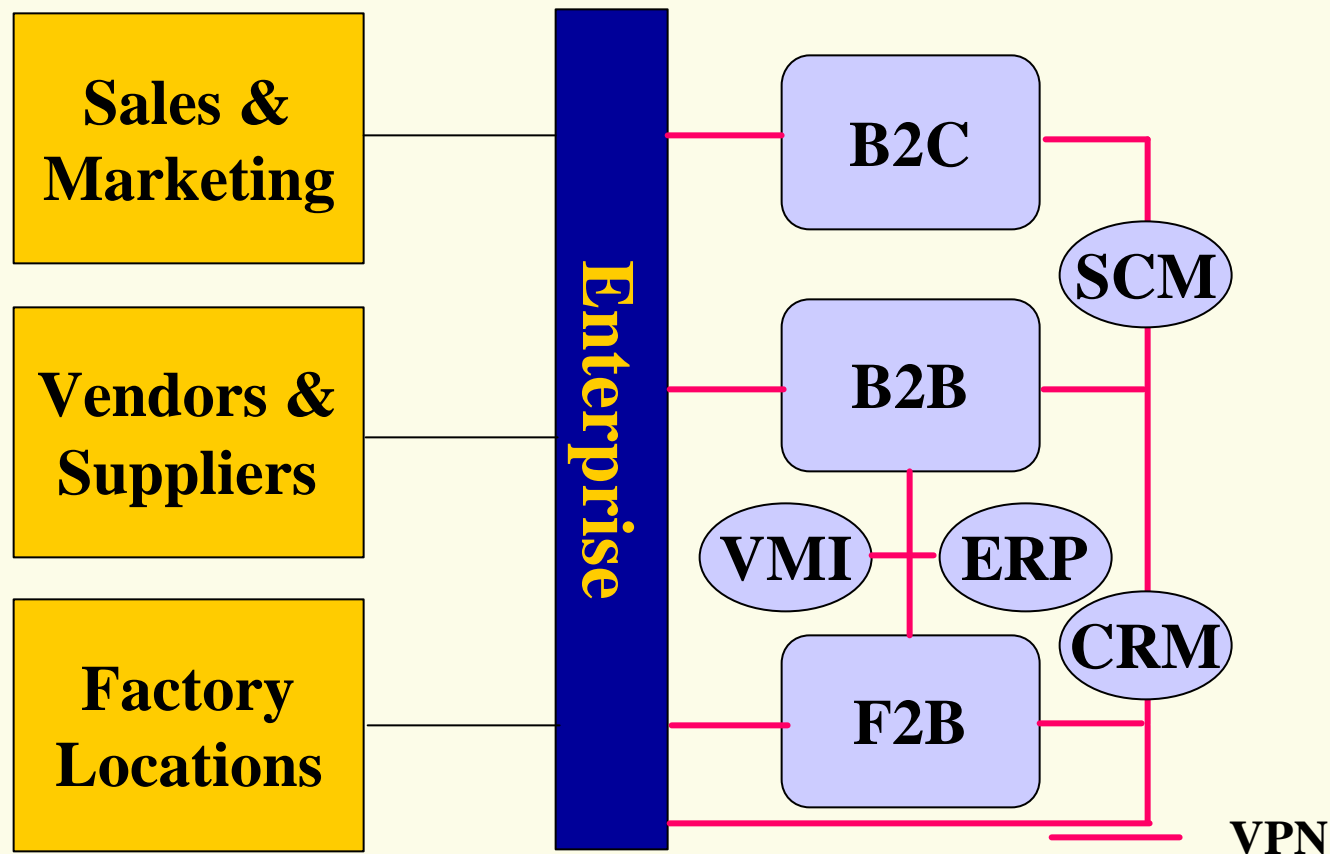 Sales &
Marketing
Vendors &
Suppliers
Factory
Locations
Enterprise
B2C
SCM
B2B
VMI
ERP
CRM
F2B
VPN